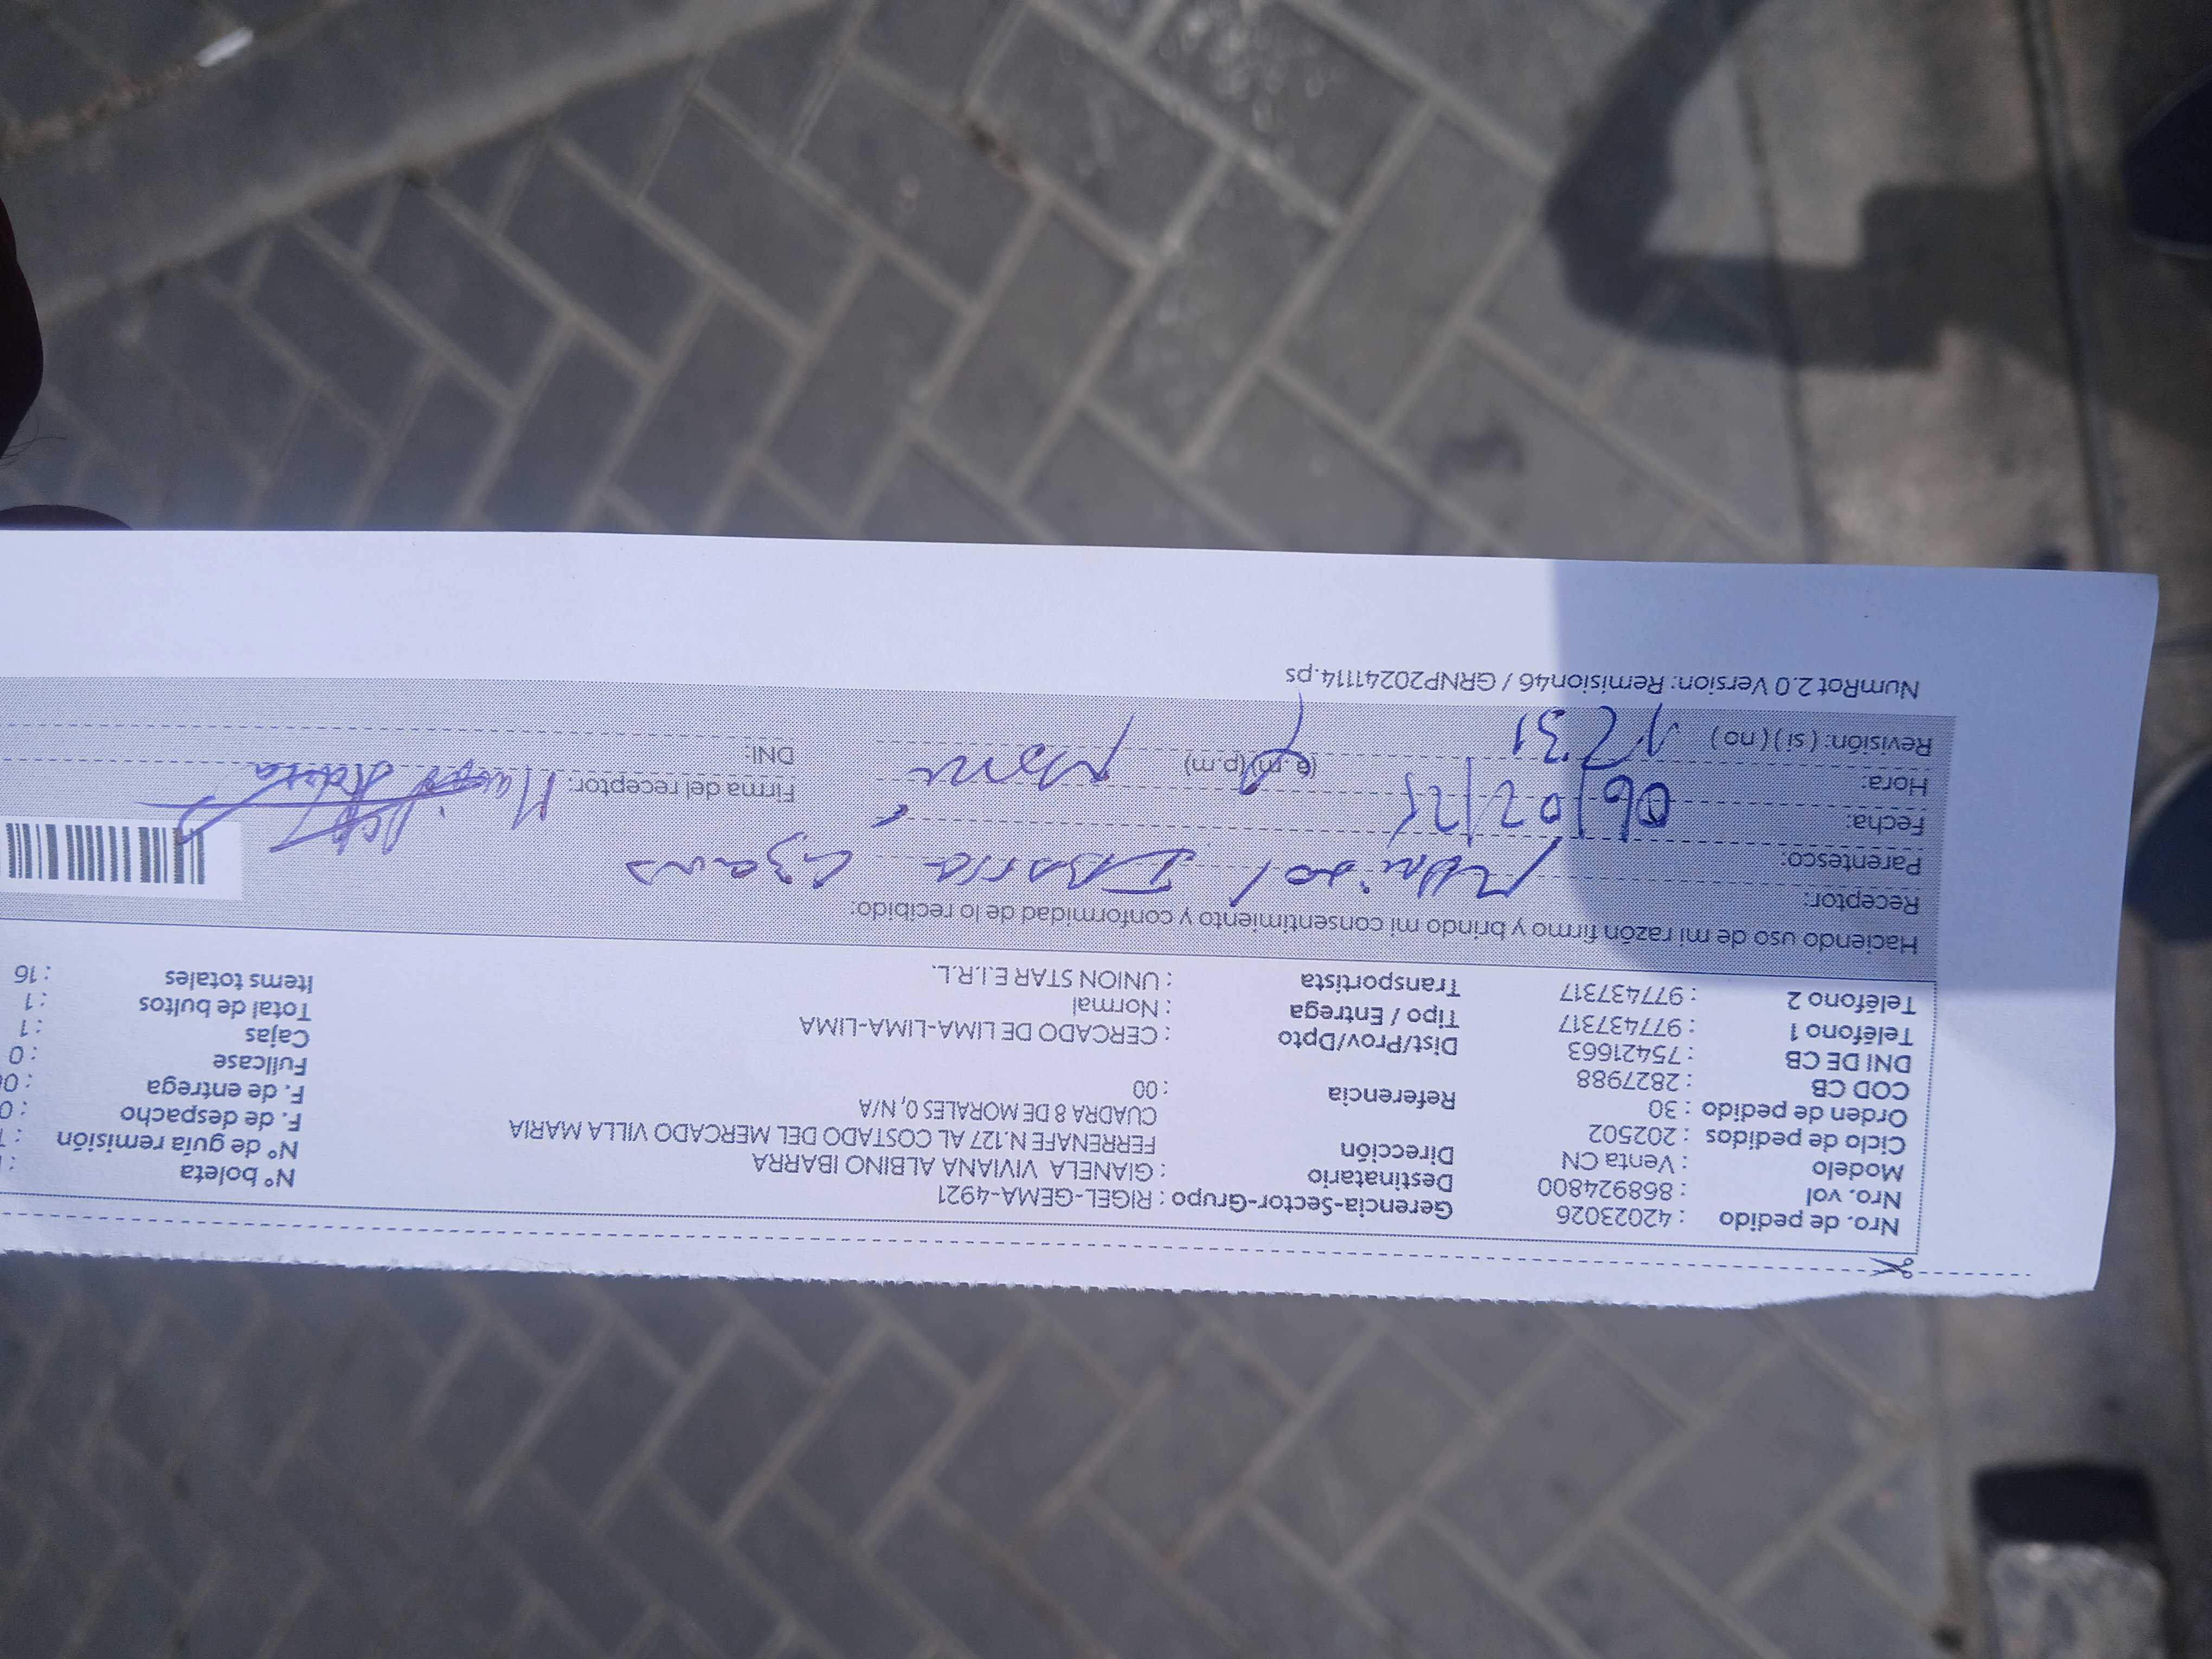 Nro. de pedido : 42023026 Gerencia-Sector-Grupo : RIGEL-GEMA-4921 N° boleta :
Nro. vol : 868924800 Destinatario : GIANELA VIVIANA ALBINO IBARRA N° de guía remisión :
Modelo : Venta CN Dirección FERRENAFE N.127 AL COSTADO DEL MERCADO VILLA MARIA F. de despacho :
Ciclo de pedidos : 202502 CUADRA 8 DE MORALES 0, N/A F. de entrega :
Orden de pedido : 30 Referencia : 00 Fullcase : 0
COD CB : 2827988 Cajas : 1
DNI DE CB : 75421663 Dist/Prov/Dpto : CERCADO DE LIMA-LIMA-LIMA Total de bultos : 1
Teléfono 1 : 977437317 Tipo / Entrega : Normal Items totales : 16
Teléfono 2 : 977437317 Transportista : UNION STAR E.I.R.L.
Haciendo uso de mi razón firmo y brindo mi consentimiento y conformidad de lo recibido:
Receptor: Ibarra
Parentesco:
Fecha: 06/02/25
Hora: (a.m) (p.m) Firma del receptor:
Revisión: (si) (no) DNI:
NumRot 2.0 Version: Remision46 / GRNP20241114.ps